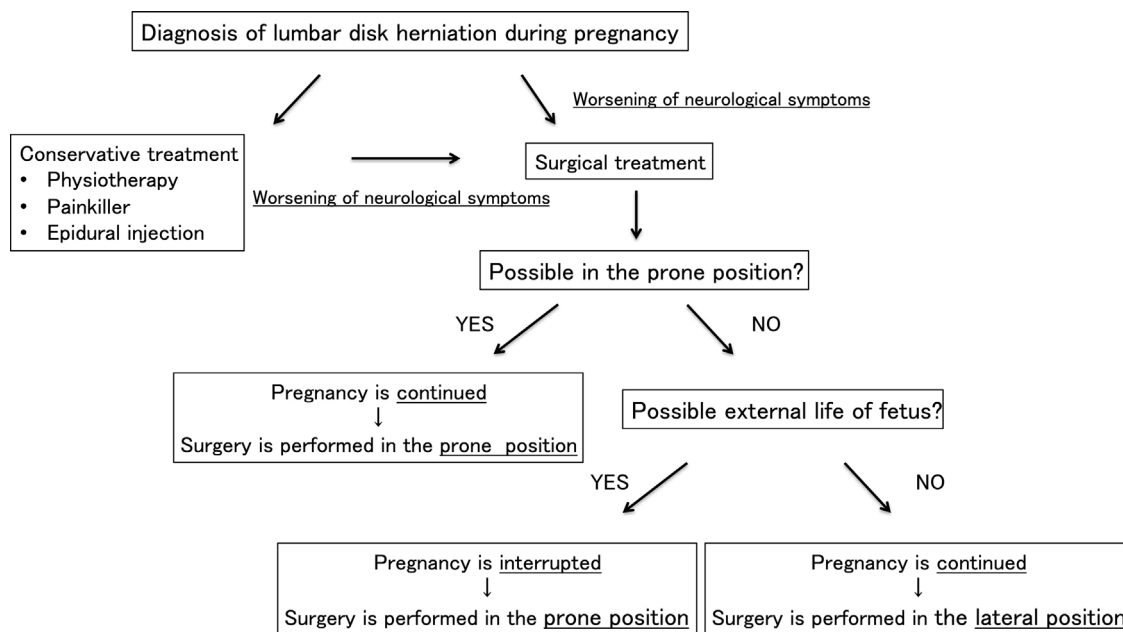 Diagnosis of lumbar disk herniation during pregnancy
Worsening of neurological symptoms
Conservative treatment
• Physiotherapy
• Painkiller
• Epidural injection
Worsening of neurological symptoms
Surgical treatment
Possible in the prone position?
YES
NO
Pregnancy is continued
↓
Surgery is performed in the prone position
Possible external life of fetus?
YES
NO
Pregnancy is interrupted
↓
Surgery is performed in the prone position
Pregnancy is continued
↓
Surgery is performed in the lateral position